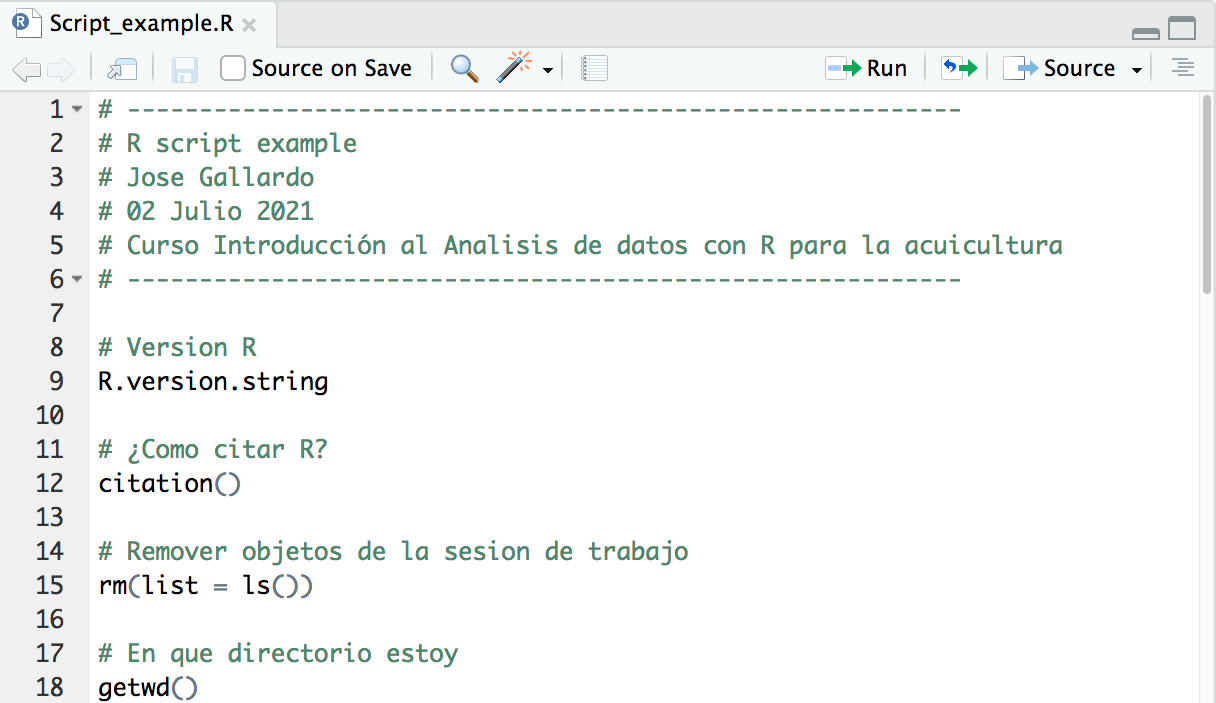 Script_example.R
Source on Save Run Source
1 # ----------------------------------------------------------
2 # R script example
3 # Jose Gallardo
4 # 02 Julio 2021
5 # Curso Introducción al Analisis de datos con R para la acuicultura
6 # ----------------------------------------------------------
7
8 # Version R
9 R.version.string
10
11 # ¿Como citar R?
12 citation()
13
14 # Remover objetos de la sesion de trabajo
15 rm(list = ls())
16
17 # En que directorio estoy
18 getwd()